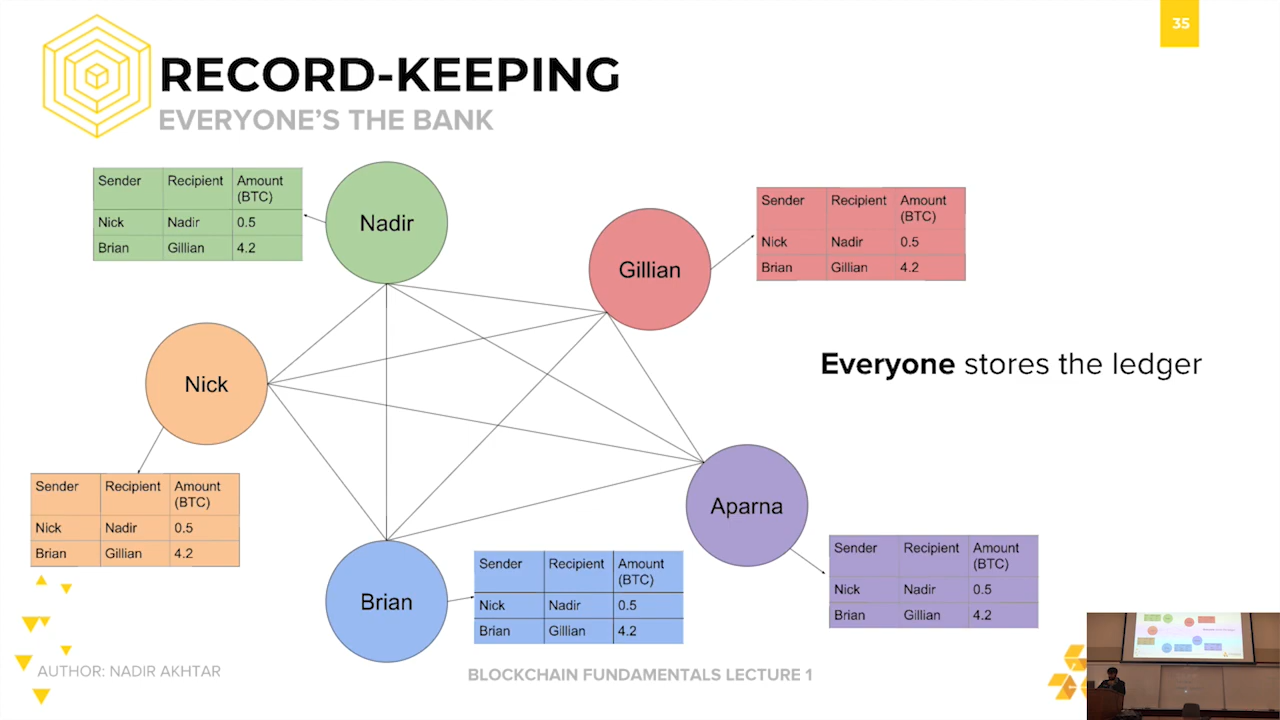 35
RECORD-KEEPING
EVERYONE'S THE BANK
Sender Recipient Amount (BTC)
Nick Nadir 0.5
Brian Gillian 4.2
Nadir
Gillian
Sender Recipient Amount (BTC)
Nick Nadir 0.5
Brian Gillian 4.2
Everyone stores the ledger
Nick
Sender Recipient Amount (BTC)
Nick Nadir 0.5
Brian Gillian 4.2
Aparna
Sender Recipient Amount (BTC)
Nick Nadir 0.5
Brian Gillian 4.2
Brian
Sender Recipient Amount (BTC)
Nick Nadir 0.5
Brian Gillian 4.2
AUTHOR: NADIR AKHTAR
BLOCKCHAIN FUNDAMENTALS LECTURE 1